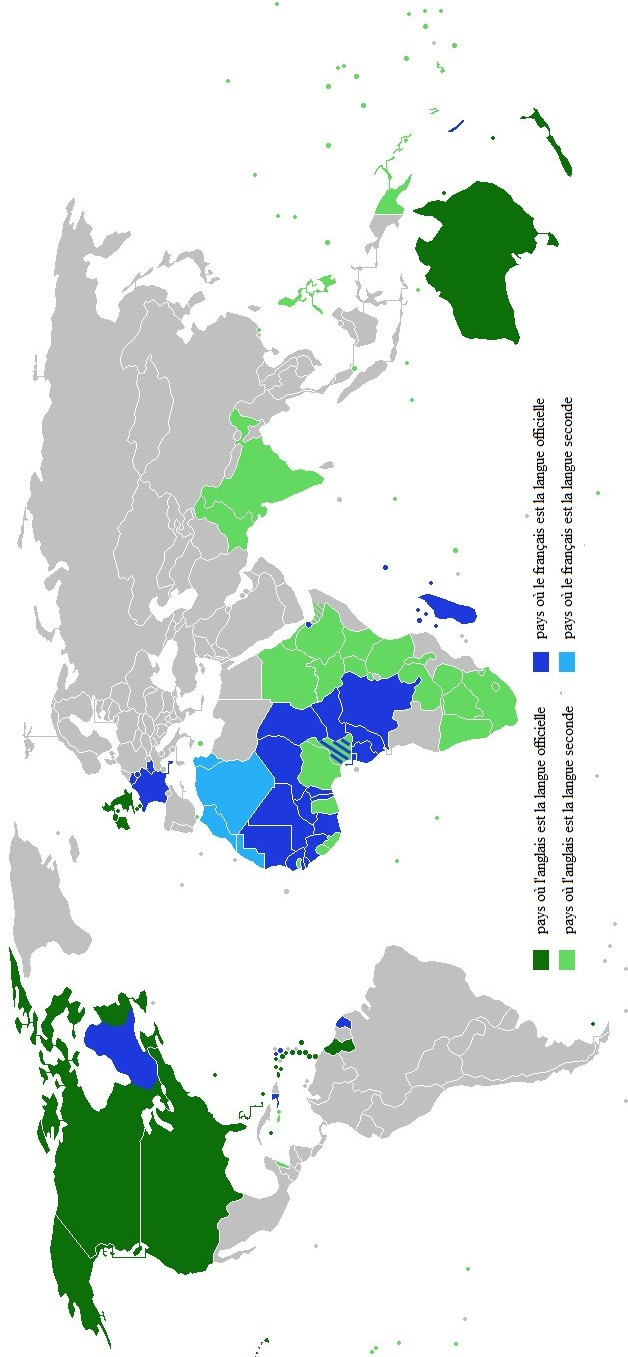 pays où l'anglais est la langue officielle
pays où l'anglais est la langue seconde
pays où le français est la langue officielle
pays où le français est la langue seconde